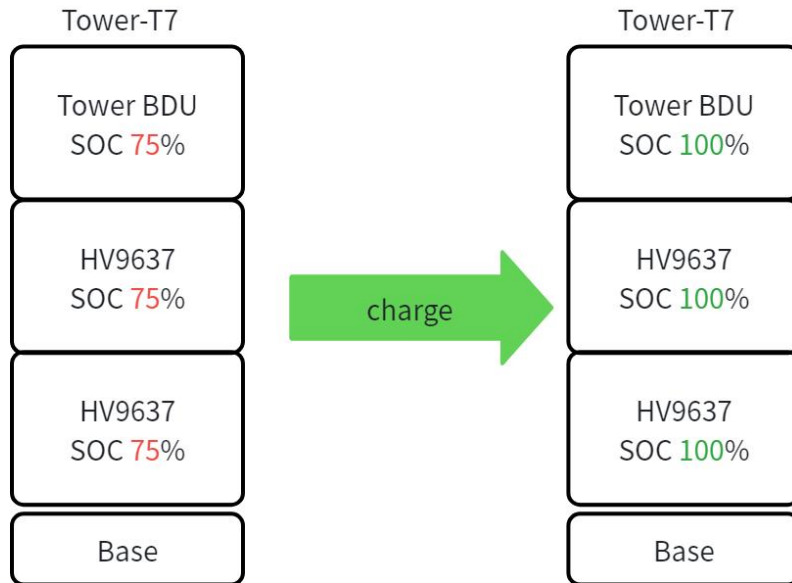 Tower-T7
Tower BDU
SOC 75%
HV9637
SOC 75%
HV9637
SOC 75%
Base
charge
Tower-T7
Tower BDU
SOC 100%
HV9637
SOC 100%
HV9637
SOC 100%
Base